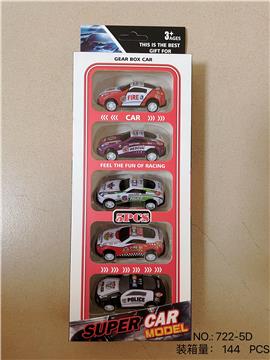 3+
AGES
THIS IS THE BEST
GIFT FOR
GEAR BOX CAR
FIRE
CAR
RESCUE
FEEL THE FUN OF RACING
5PCS
POLICE
SUPER CAR
MODEL
NO.: 722-5D
装箱量: 144 PCS